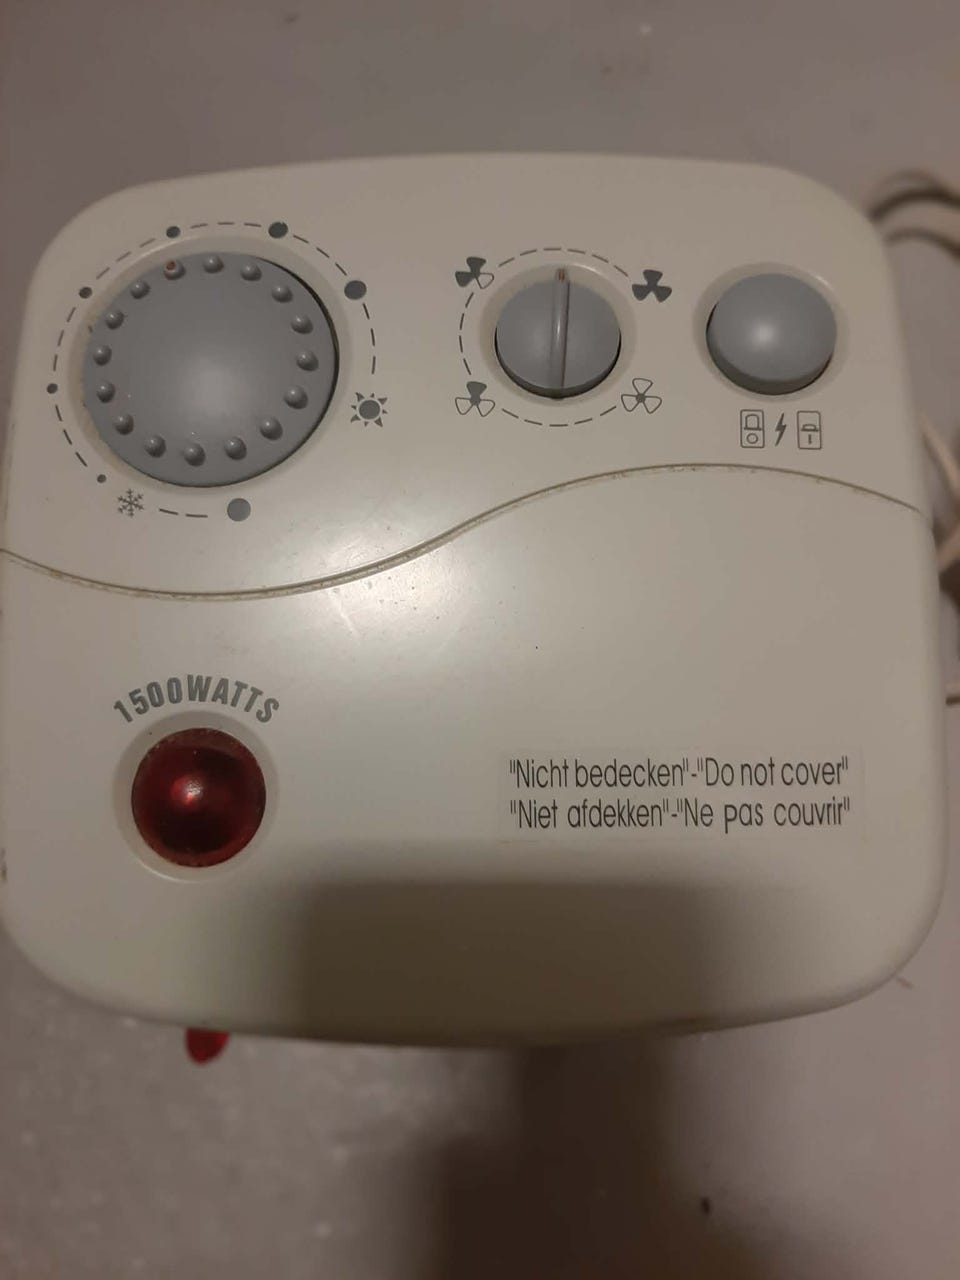 1500WATTS
"Nicht bedecken"-"Do not cover"
"Niet afdekken"-"Ne pas couvrir"